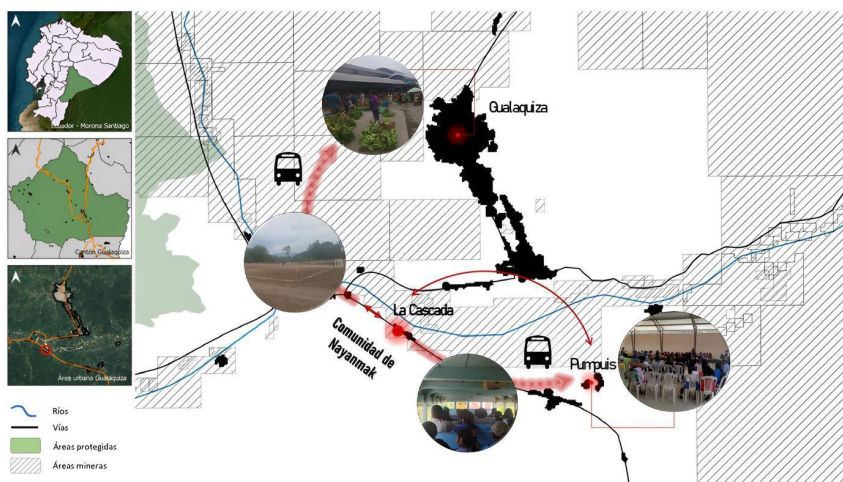 Ecuador - Morona Santiago
Cantón Gualaquiza
Área urbana Gualaquiza
Ríos
Vías
Áreas protegidas
Áreas mineras
Gualaquiza
La Cascada
Comunidad de
Nayanmak
Pumpuis